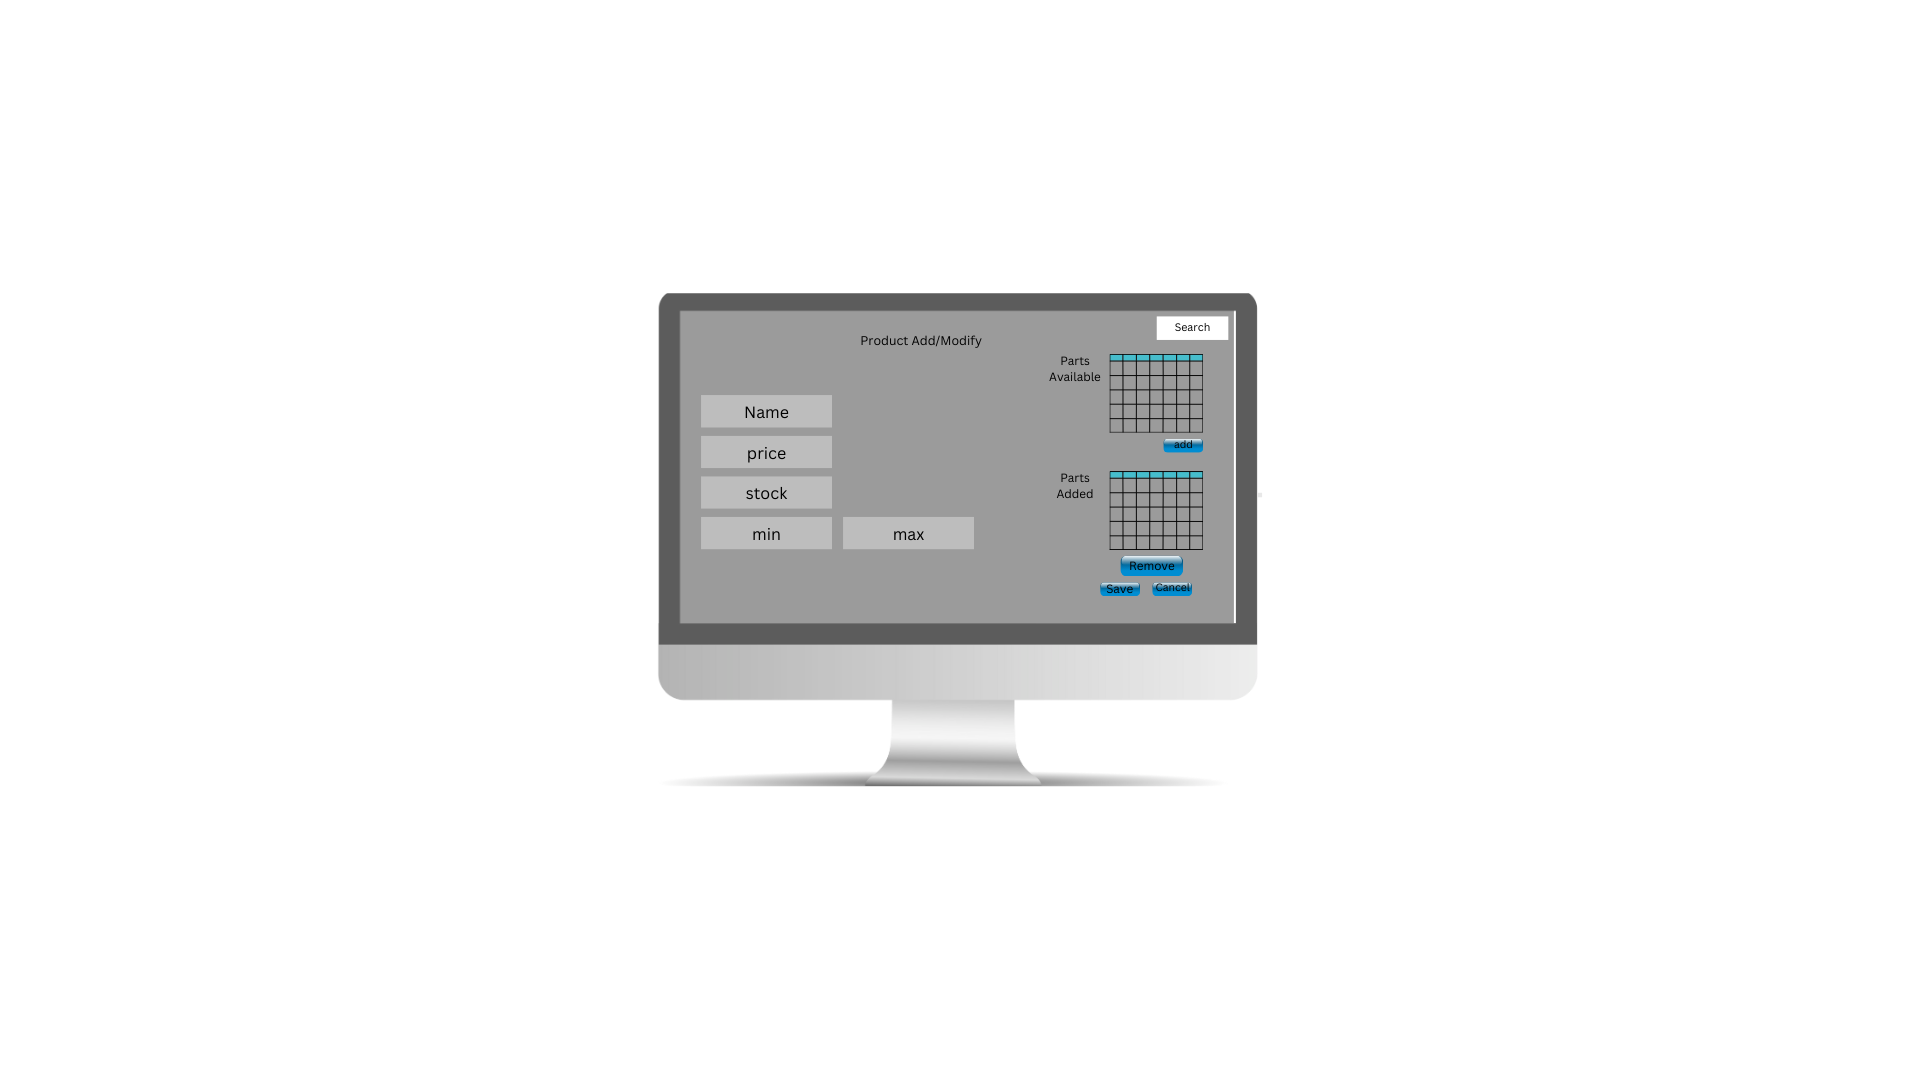 Search
Product Add/Modify
Parts
Available
Name
price
add
stock
Parts
Added
min
max
Remove
Save
Cancel